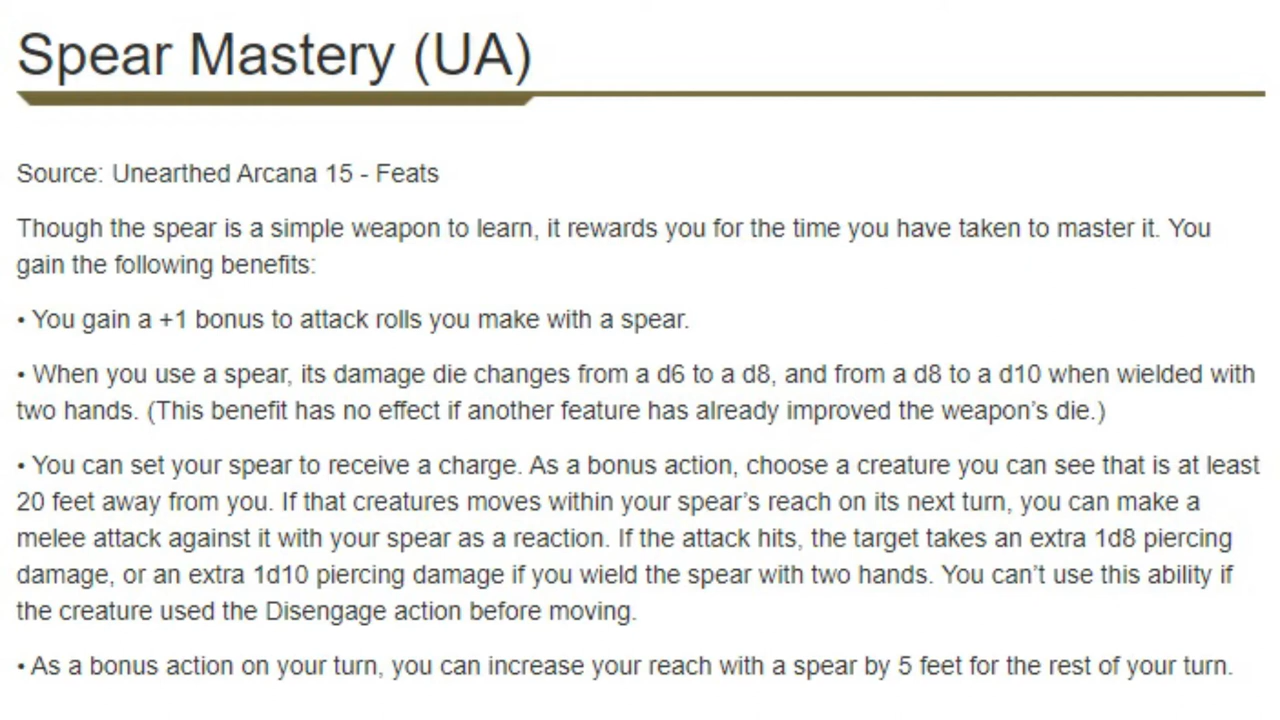 Spear Mastery (UA)
Source: Unearthed Arcana 15 - Feats
Though the spear is a simple weapon to learn, it rewards you for the time you have taken to master it. You
gain the following benefits:
• You gain a +1 bonus to attack rolls you make with a spear.
• When you use a spear, its damage die changes from a d6 to a d8, and from a d8 to a d10 when wielded with
two hands. (This benefit has no effect if another feature has already improved the weapon's die.)
• You can set your spear to receive a charge. As a bonus action, choose a creature you can see that is at least
20 feet away from you. If that creatures moves within your spear's reach on its next turn, you can make a
melee attack against it with your spear as a reaction. If the attack hits, the target takes an extra 1d8 piercing
damage, or an extra 1d10 piercing damage if you wield the spear with two hands. You can't use this ability if
the creature used the Disengage action before moving.
• As a bonus action on your turn, you can increase your reach with a spear by 5 feet for the rest of your turn.